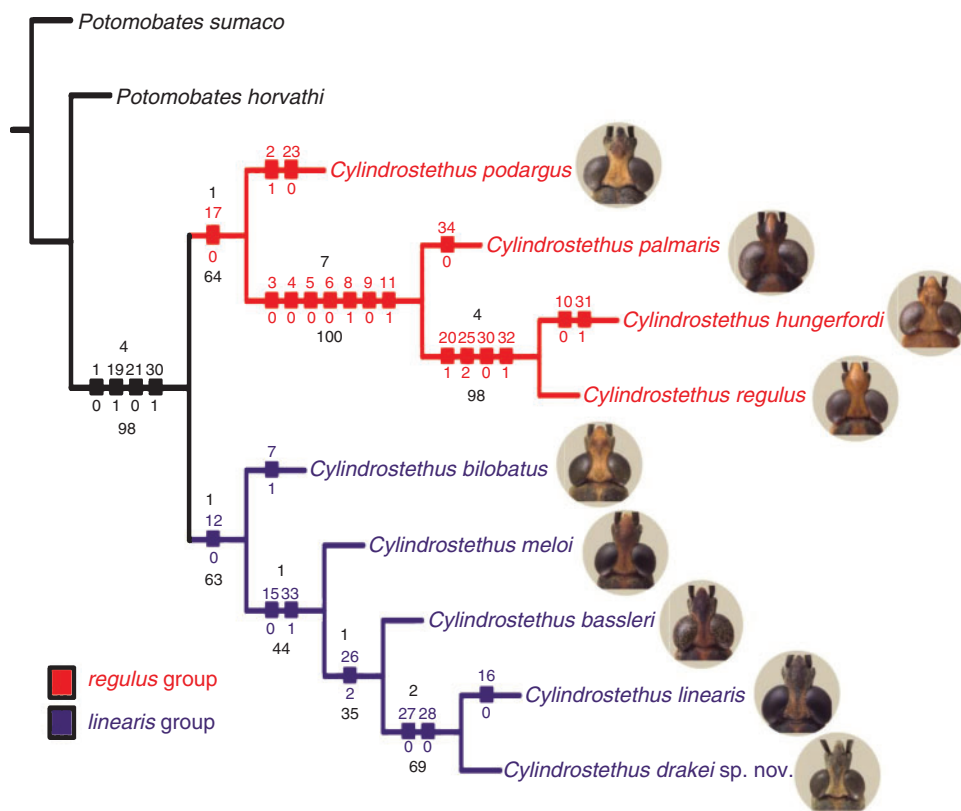 Potomobates sumaco
Potomobates horvathi
2 23
1 0
Cylindrostethus podargus
1
17
0
64
34
0
Cylindrostethus palmaris
7
3 4 5 6 8 9 11
0 0 0 0 1 0 1
100
10 31
0 1
Cylindrostethus hungerfordi
4
20 25 30 32
1 2 0 1
98
Cylindrostethus regulus
4
1 19 21 30
0 1 0 1
98
7
1
Cylindrostethus bilobatus
1
12
0
63
Cylindrostethus meloi
1
15 33
0 1
44
Cylindrostethus bassleri
1
26
2
35
16
0
Cylindrostethus linearis
2
27 28
0 0
69
Cylindrostethus drakei sp. nov.
regulus group
linearis group